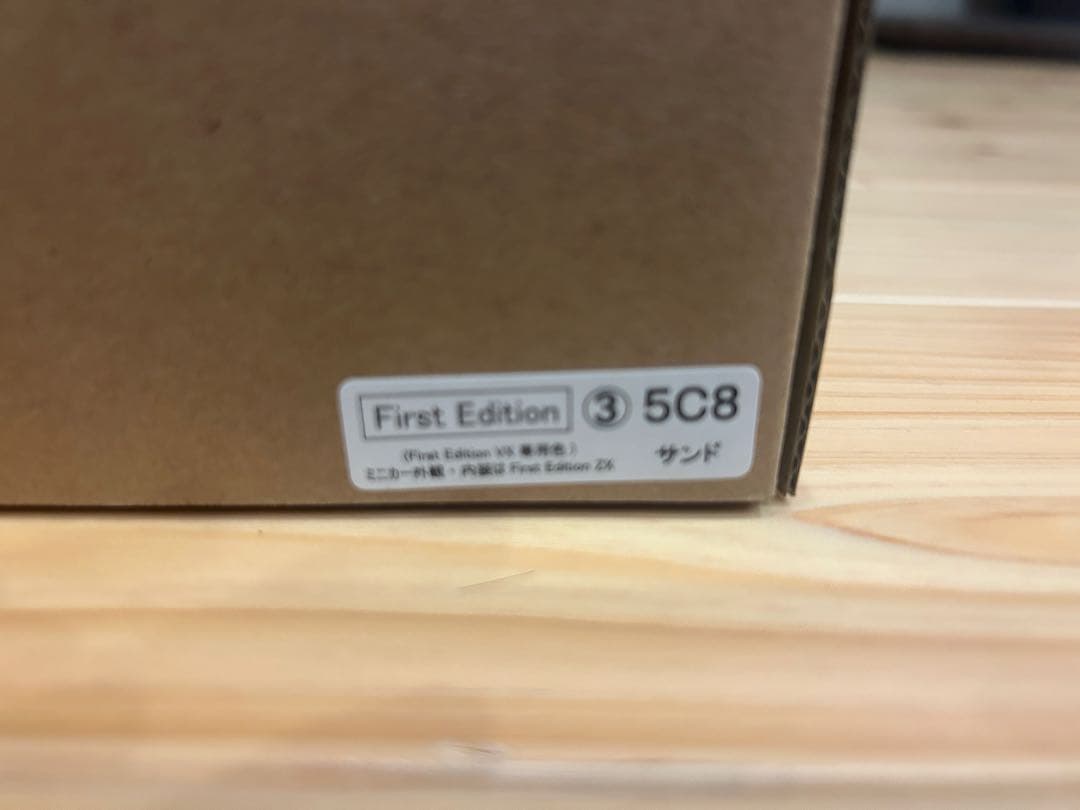 First Edition ③ 5C8
(First Edition VX 専用色) サンド
ミニカー外観・内装は First Edition ZX